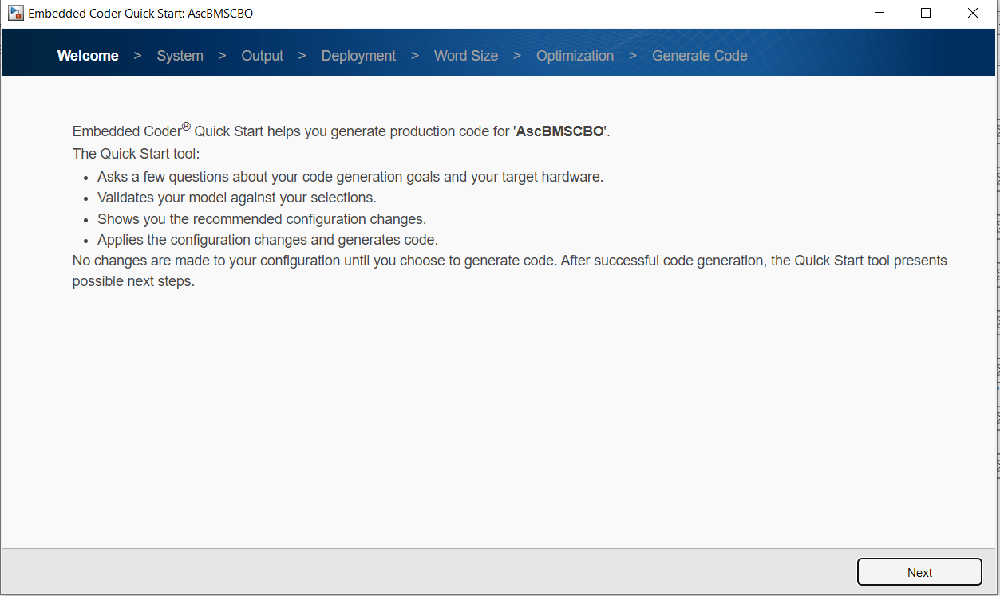 Embedded Coder Quick Start: AscBMSCBO
Welcome > System > Output > Deployment > Word Size > Optimization > Generate Code
Embedded Coder® Quick Start helps you generate production code for 'AscBMSCBO'.
The Quick Start tool:
• Asks a few questions about your code generation goals and your target hardware.
• Validates your model against your selections.
• Shows you the recommended configuration changes.
• Applies the configuration changes and generates code.
No changes are made to your configuration until you choose to generate code. After successful code generation, the Quick Start tool presents
possible next steps.
Next